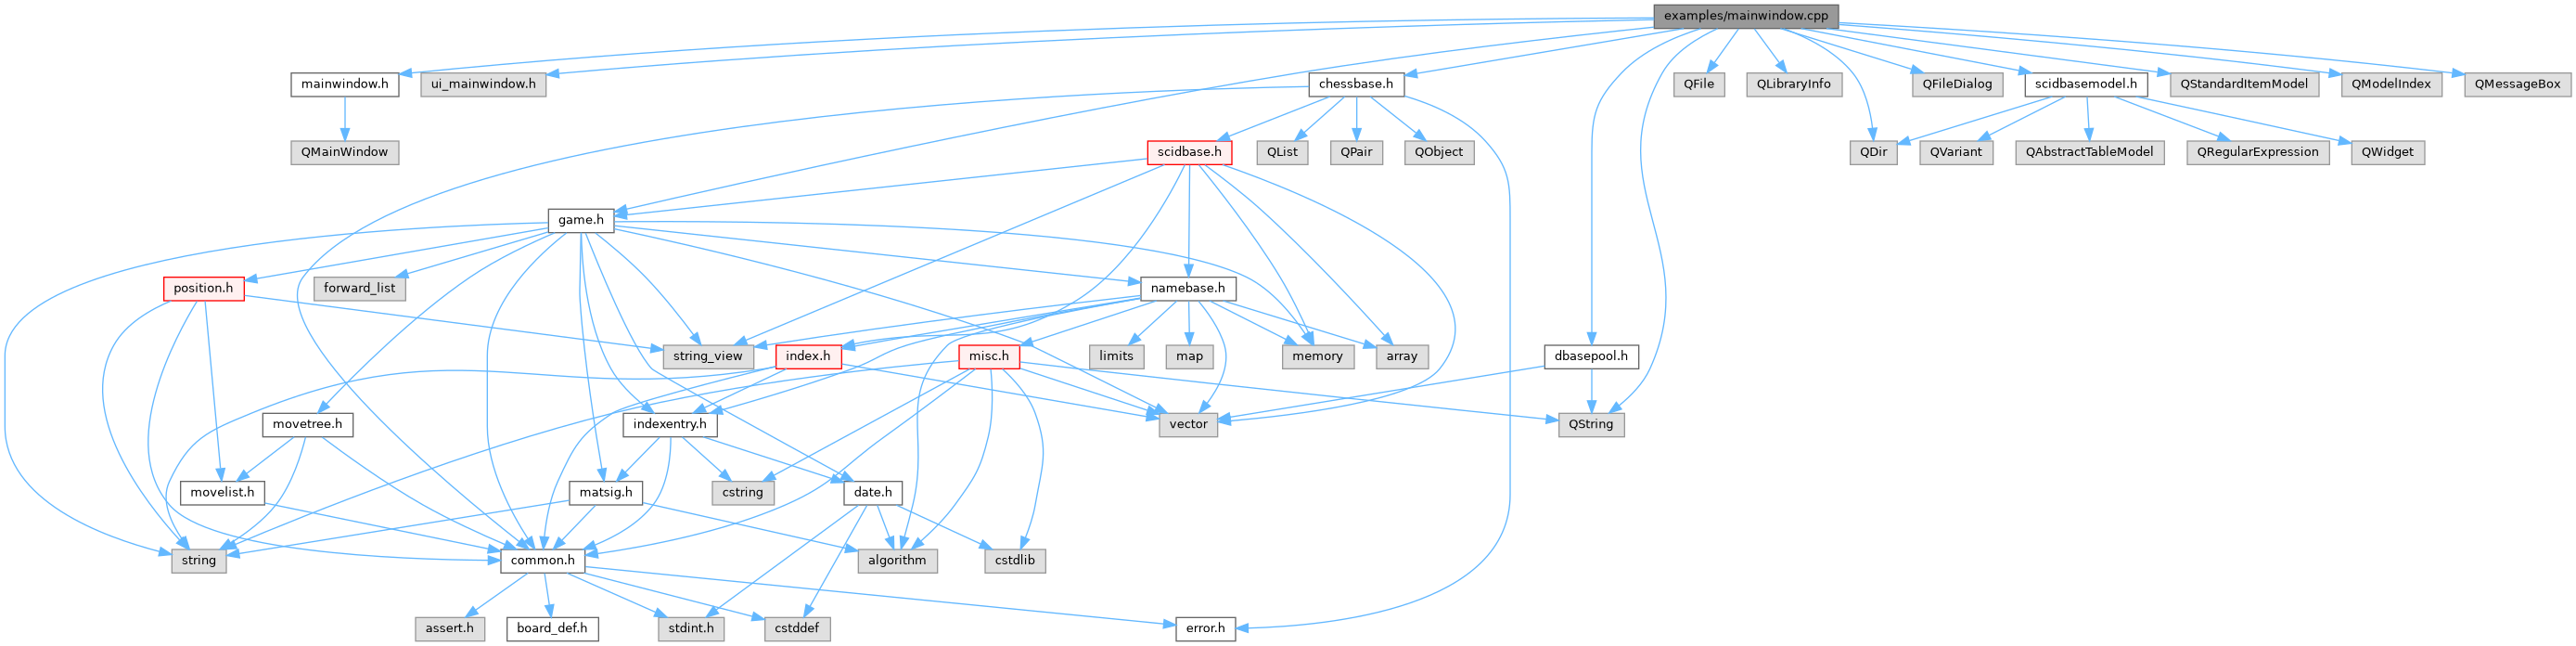 examples/mainwindow.cpp
mainwindow.h
ui_mainwindow.h
chessbase.h
QFile
QLibraryInfo
QFileDialog
scidbasemodel.h
QStandardItemModel
QModelIndex
QMessageBox
QMainWindow
scidbase.h
QList
QPair
QObject
QDir
QVariant
QAbstractTableModel
QRegularExpression
QWidget
game.h
position.h
forward_list
namebase.h
string_view
index.h
misc.h
limits
map
memory
array
dbasepool.h
movetree.h
indexentry.h
vector
QString
movelist.h
matsig.h
cstring
date.h
string
common.h
algorithm
cstdlib
assert.h
board_def.h
stdint.h
cstddef
error.h